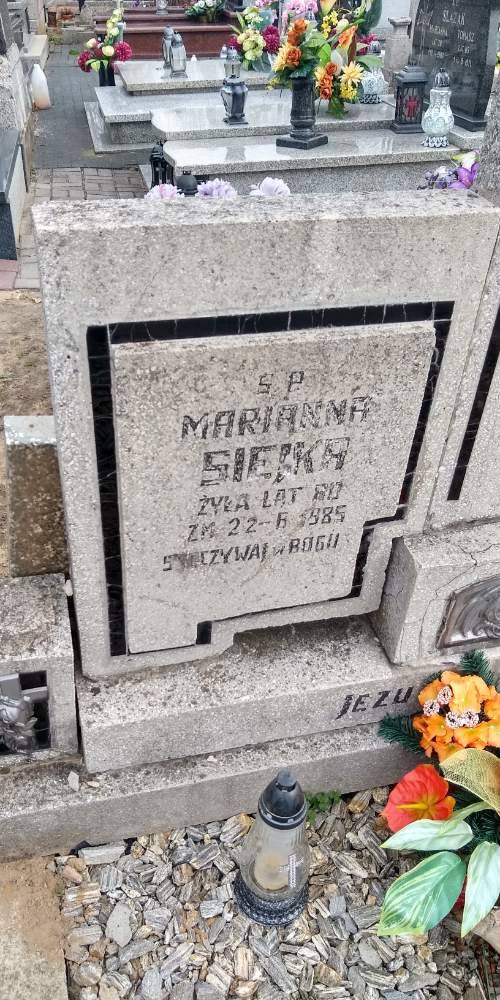 Ś P
MARIANNA
SIEJKA
ŻYŁA LAT 80
ZM 22-6 1985
SPOCZYWAJ w BOGU
JEZU